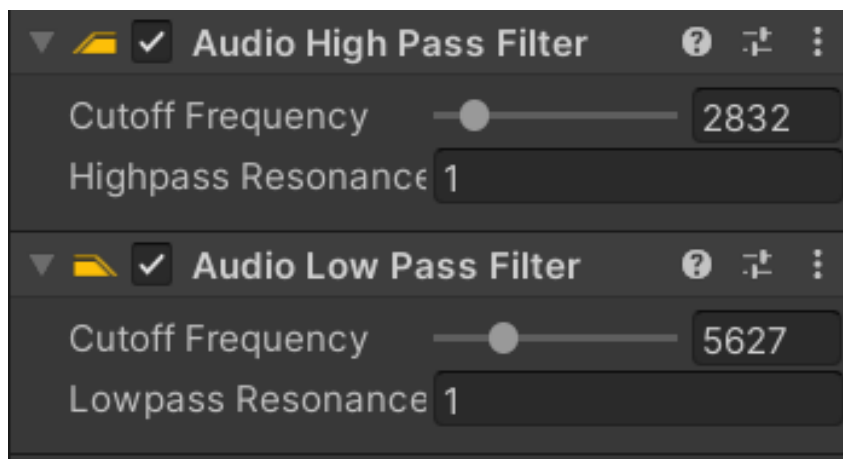 Audio High Pass Filter
Cutoff Frequency 2832
Highpass Resonance 1
Audio Low Pass Filter
Cutoff Frequency 5627
Lowpass Resonance 1